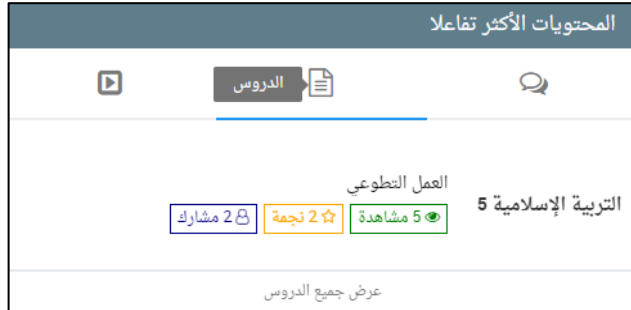 المحتويات الأكثر تفاعلا
الدروس
العمل التطوعي
التربية الإسلامية 5
5 مشاهدة 2 نجمة 2 مشارك
عرض جميع الدروس